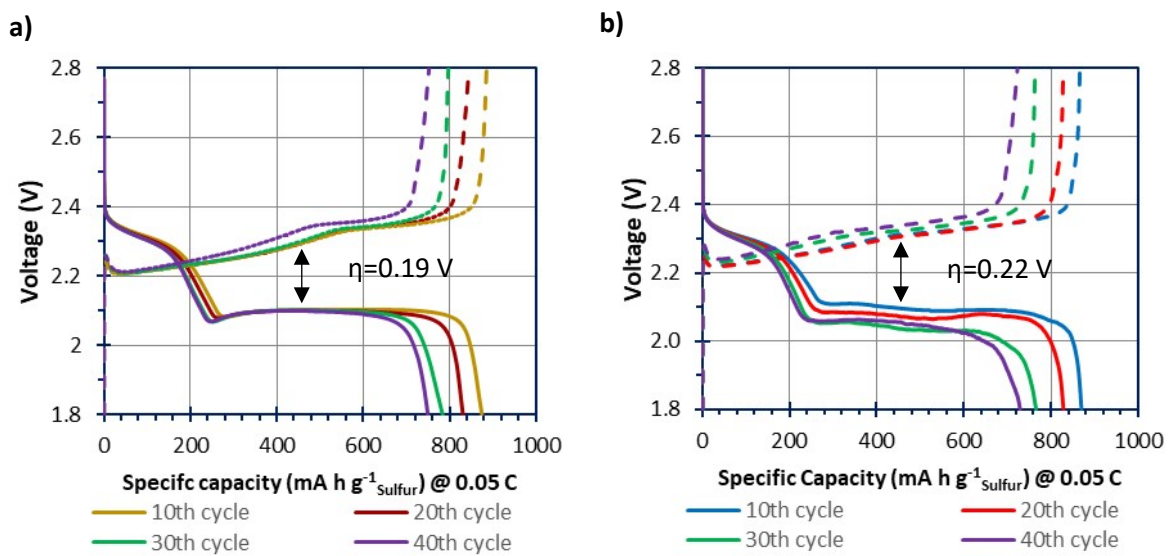 a)
2.8
2.6
2.4
2.2
2
1.8
Voltage (V)
η=0.19 V
0 200 400 600 800 1000
Specifc capacity (mA h g⁻¹Sulfur) @ 0.05 C
10th cycle 20th cycle
30th cycle 40th cycle
b)
2.8
2.6
2.4
2.2
2.0
1.8
Voltage (V)
η=0.22 V
0 200 400 600 800 1000
Specific capacity (mA h g⁻¹Sulfur) @ 0.05 C
10th cycle 20th cycle
30th cycle 40th cycle